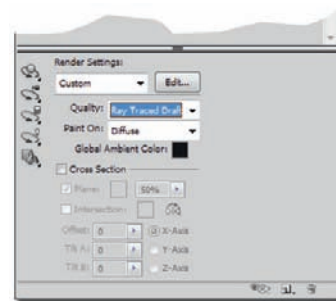 Render Settings:
Custom Edit...
Quality: Ray Traced Draft
Paint On: Diffuse
Global Ambient Color:
Cross Section
Plane: 50%
Intersection:
Offset: 0 X-Axis
Tilt A: 0 Y-Axis
Tilt B: 0 Z-Axis